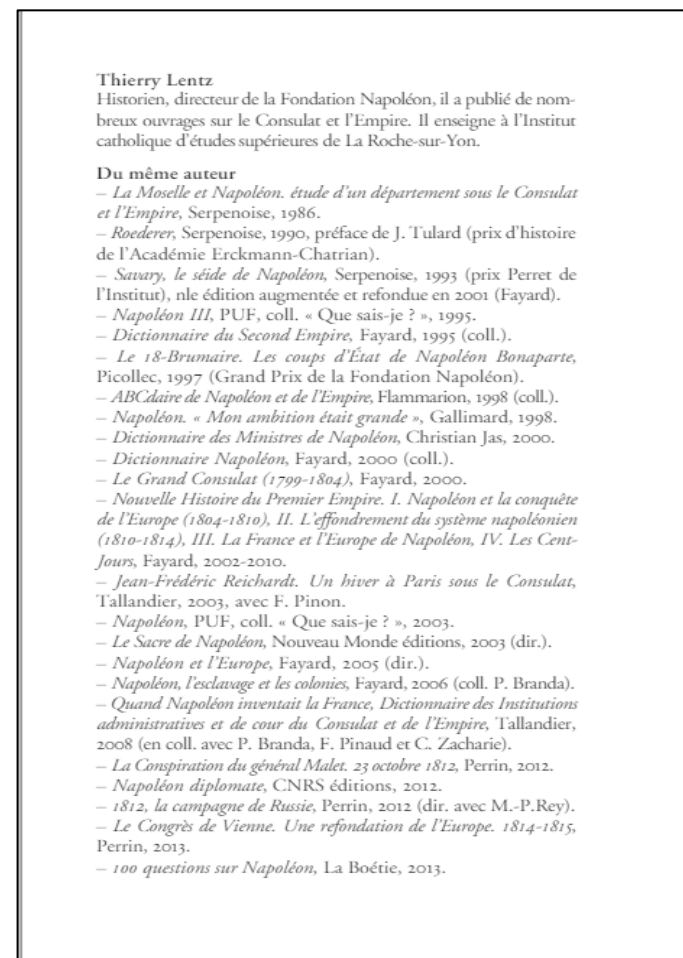 Thierry Lentz
Historien, directeur de la Fondation Napoléon, il a publié de nom-
breux ouvrages sur le Consulat et l'Empire. Il enseigne à l'Institut
catholique d'études supérieures de La Roche-sur-Yon.
Du même auteur
– La Moselle et Napoléon. étude d'un département sous le Consulat
et l'Empire, Serpenoise, 1986.
– Roederer, Serpenoise, 1990, préface de J. Tulard (prix d'histoire
de l'Académie Erckmann-Chatrian).
– Savary, le séide de Napoléon, Serpenoise, 1993 (prix Perret de
l'Institut), nle édition augmentée et refondue en 2001 (Fayard).
– Napoléon III, PUF, coll. « Que sais-je ? », 1995.
– Dictionnaire du Second Empire, Fayard, 1995 (coll.).
– Le 18-Brumaire. Les coups d'État de Napoléon Bonaparte,
Picollec, 1997 (Grand Prix de la Fondation Napoléon).
– ABCdaire de Napoléon et de l'Empire, Flammarion, 1998 (coll.).
– Napoléon. « Mon ambition était grande », Gallimard, 1998.
– Dictionnaire des Ministres de Napoléon, Christian Jas, 2000.
– Dictionnaire Napoléon, Fayard, 2000 (coll.).
– Le Grand Consulat (1799-1804), Fayard, 2000.
– Nouvelle Histoire du Premier Empire. I. Napoléon et la conquête
de l'Europe (1804-1810), II. L'effondrement du système napoléonien
(1810-1814), III. La France et l'Europe de Napoléon, IV. Les Cent-
Jours, Fayard, 2002-2010.
– Jean-Frédéric Reichardt. Un hiver à Paris sous le Consulat,
Tallandier, 2003, avec F. Pinon.
– Napoléon, PUF, coll. « Que sais-je ? », 2003.
– Le Sacre de Napoléon, Nouveau Monde éditions, 2003 (dir.).
– Napoléon et l'Europe, Fayard, 2005 (dir.).
– Napoléon, l'esclavage et les colonies, Fayard, 2006 (coll. P. Branda).
– Quand Napoléon inventait la France, Dictionnaire des Institutions
administratives et de cour du Consulat et de l'Empire, Tallandier,
2008 (en coll. avec P. Branda, F. Pinaud et C. Zacharie).
– La Conspiration du général Malet. 23 octobre 1812, Perrin, 2012.
– Napoléon diplomate, CNRS éditions, 2012.
– 1812, la campagne de Russie, Perrin, 2012 (dir. avec M.-P.Rey).
– Le Congrès de Vienne. Une refondation de l'Europe. 1814-1815,
Perrin, 2013.
– 100 questions sur Napoléon, La Boétie, 2013.